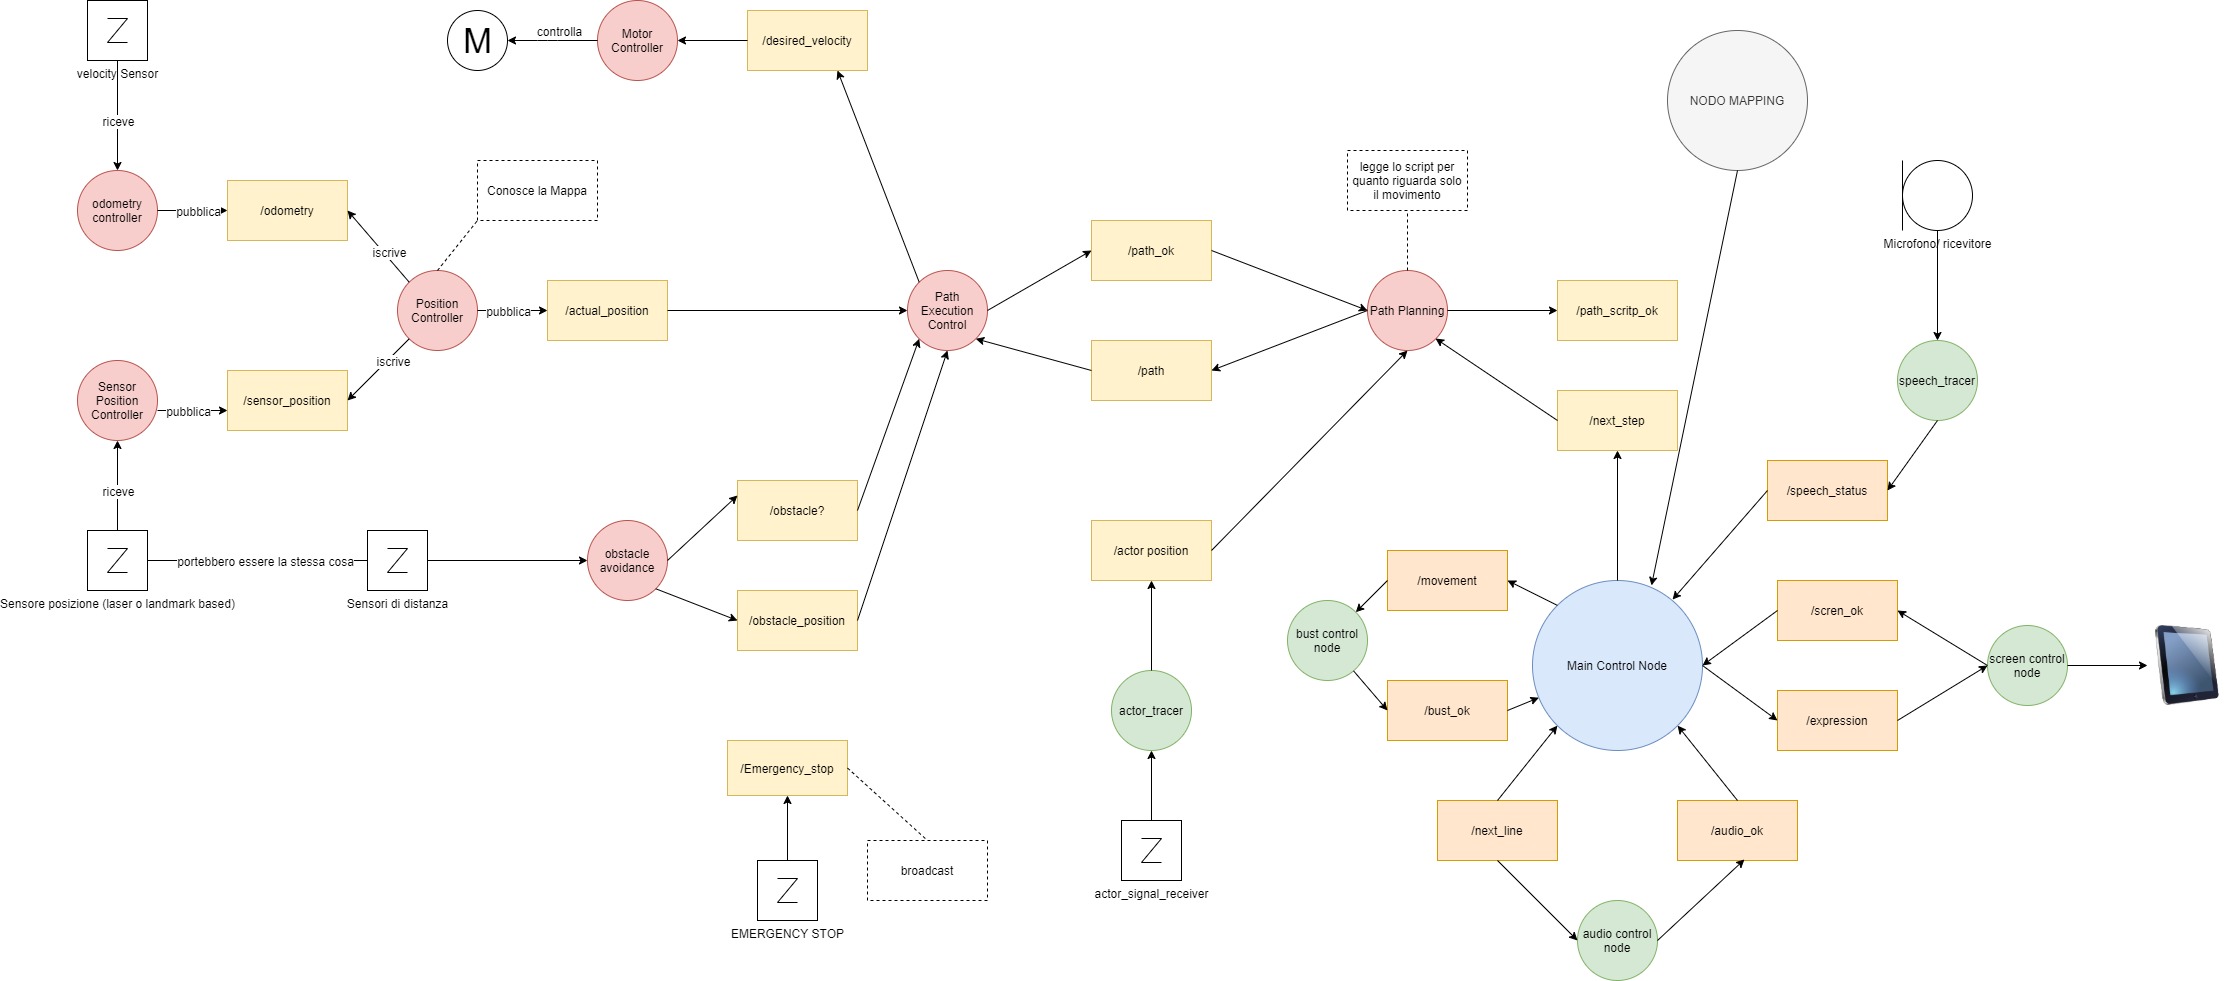 velocity Sensor
riceve
odometry
controller
pubblica
/odometry
iscrive
Conosce la Mappa
Position
Controller
pubblica
/actual_position
iscrive
Sensor
Position
Controller
pubblica
/sensor_position
riceve
Sensore posizione (laser o landmark based)
portebbero essere la stessa cosa
Sensori di distanza
M
controlla
Motor
Controller
/desired_velocity
Path
Execution
Control
obstacle
avoidance
/obstacle?
/obstacle_position
/Emergency_stop
broadcast
EMERGENCY STOP
/path_ok
/path
legge lo script per
quanto riguarda solo
il movimento
Path Planning
/path_scritp_ok
/next_step
/actor position
actor_tracer
actor_signal_receiver
NODO MAPPING
Microfono/ ricevitore
speech_tracer
/speech_status
/movement
bust control
node
/bust_ok
Main Control Node
/scren_ok
/expression
screen control
node
/next_line
/audio_ok
audio control
node